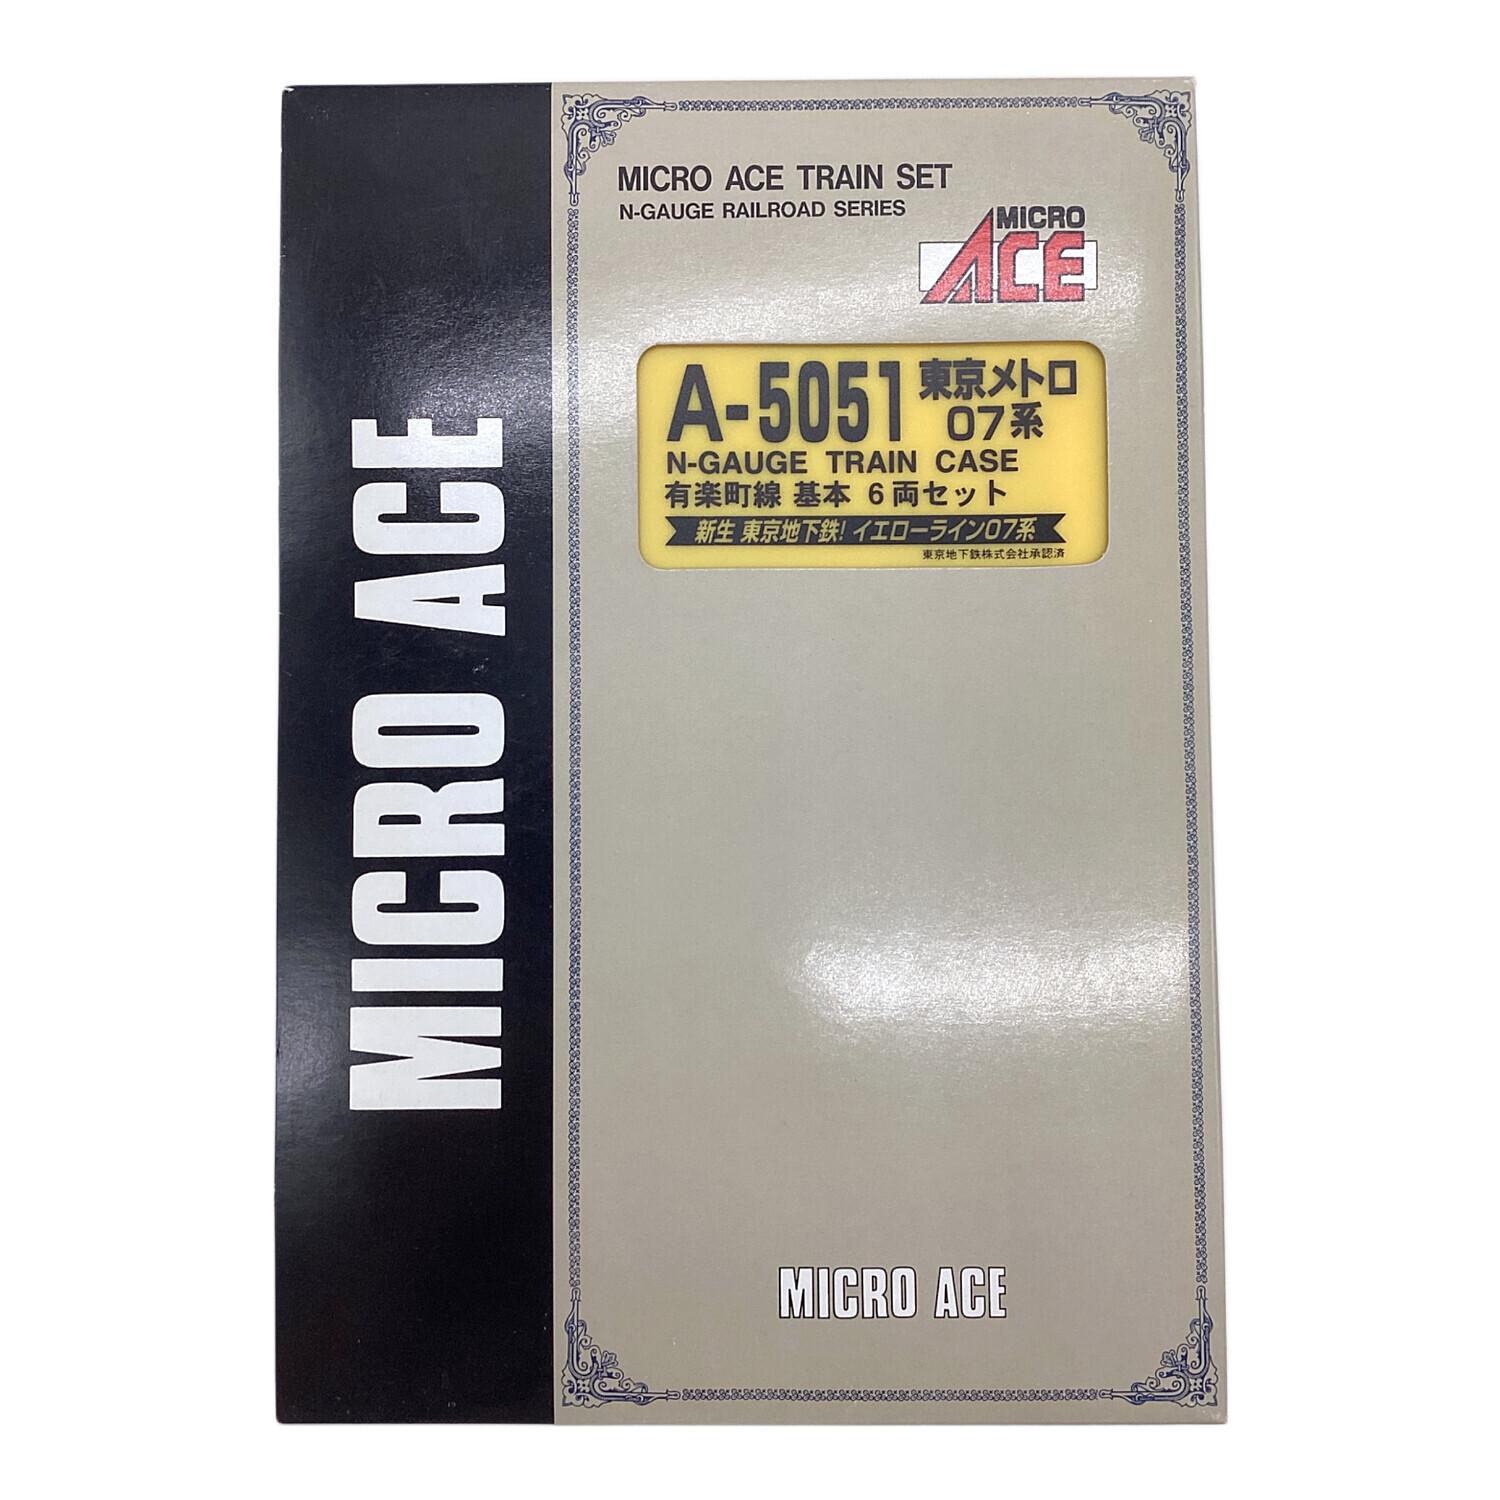 MICRO ACE
MICRO ACE TRAIN SET
N-GAUGE RAILROAD SERIES
MICRO
ACE
A-5051 東京メトロ
07系
N-GAUGE TRAIN CASE
有楽町線 基本 6両セット
新生 東京地下鉄! イエローライン07系
東京地下鉄株式会社承認済
MICRO ACE